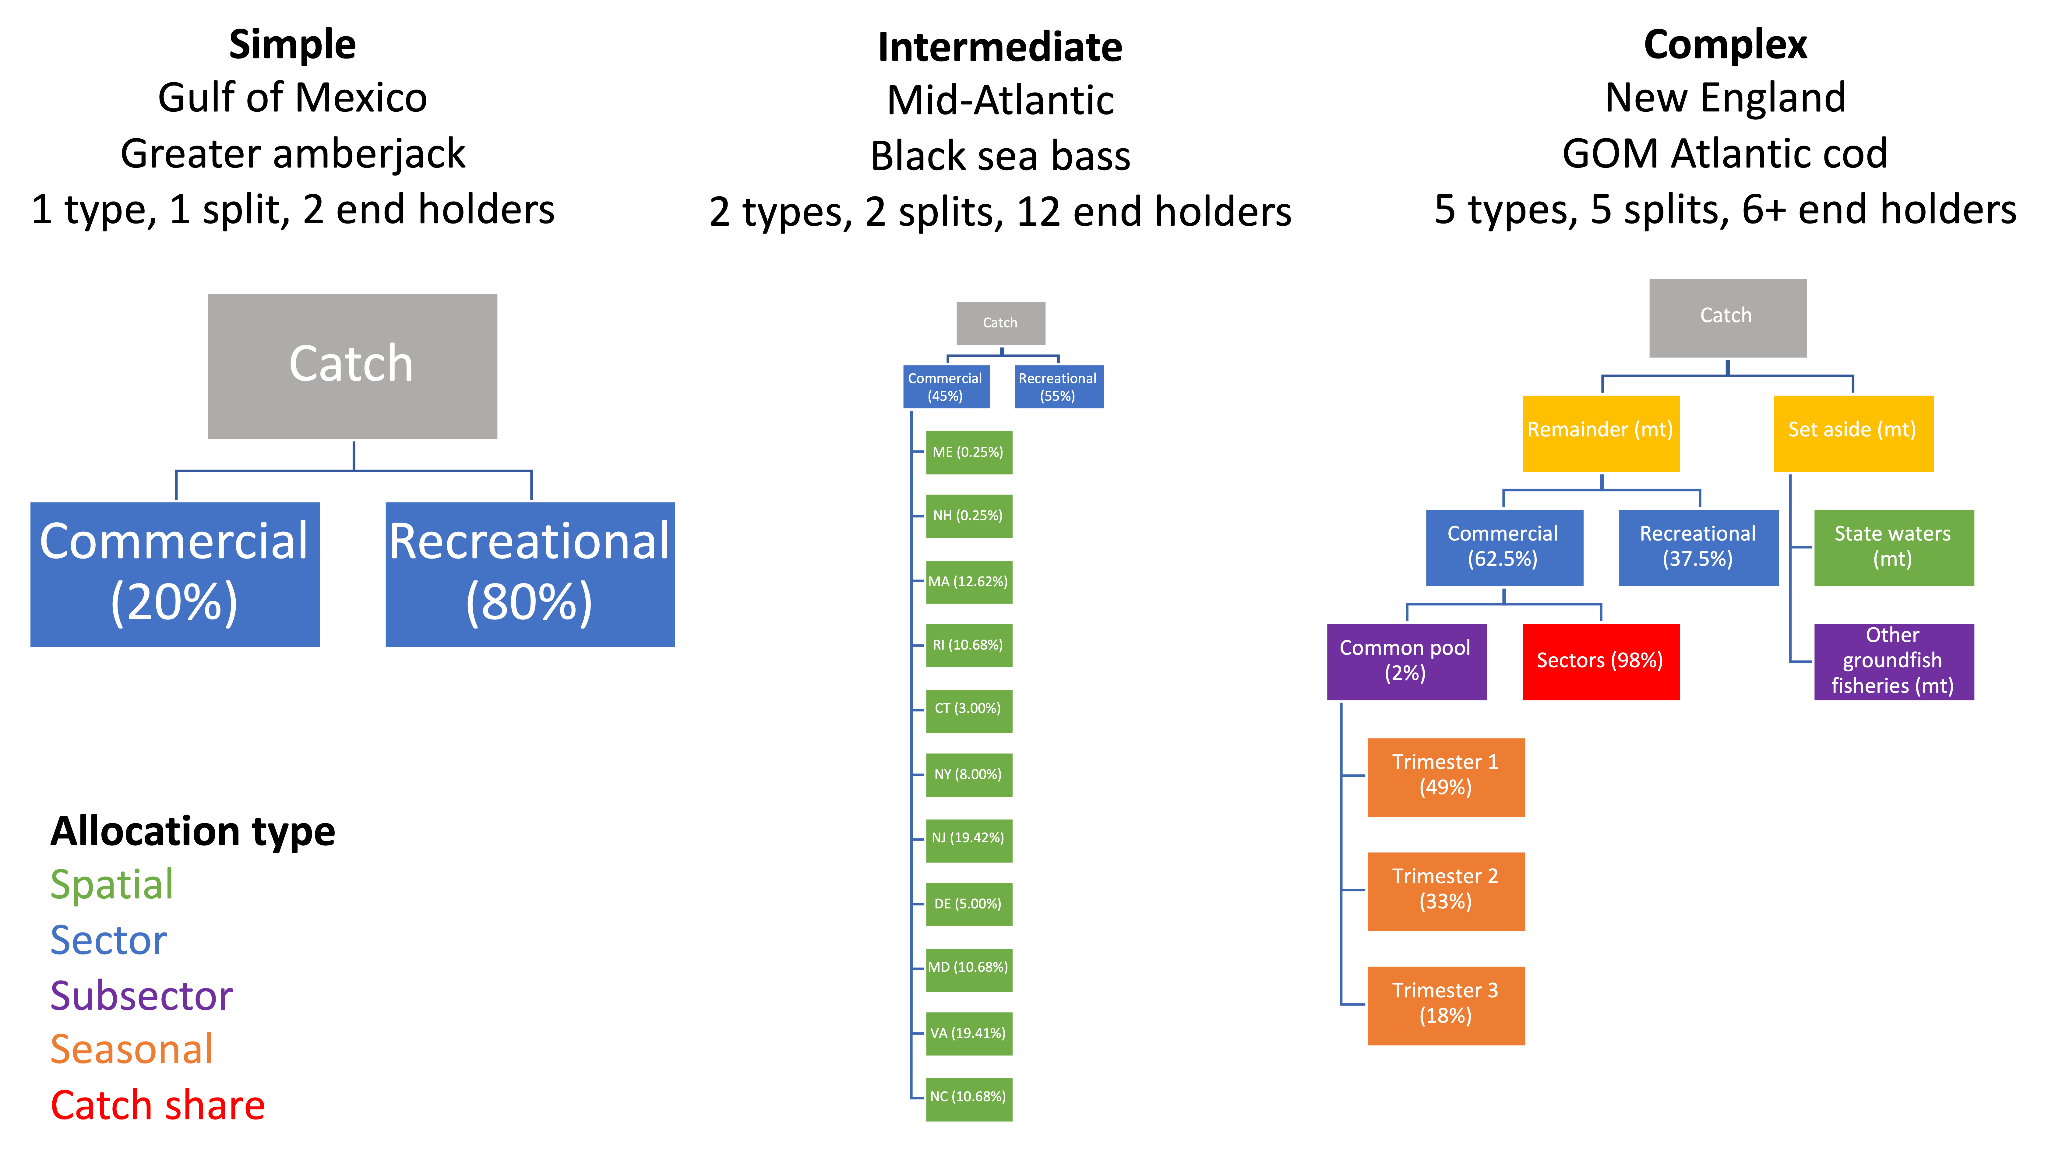 Simple
Gulf of Mexico
Greater amberjack
1 type, 1 split, 2 end holders
Catch
Commercial
(20%)
Recreational
(80%)
Intermediate
Mid-Atlantic
Black sea bass
2 types, 2 splits, 12 end holders
Catch
Commercial
(45%)
Recreational
(55%)
ME (0.25%)
NH (0.25%)
MA (12.62%)
RI (10.68%)
CT (3.00%)
NY (8.00%)
NJ (19.42%)
DE (5.00%)
MD (10.68%)
VA (19.41%)
NC (10.68%)
Complex
New England
GOM Atlantic cod
5 types, 5 splits, 6+ end holders
Catch
Remainder (mt)
Set aside (mt)
Commercial
(62.5%)
Recreational
(37.5%)
State waters
(mt)
Common pool
(2%)
Sectors (98%)
Other
groundfish
fisheries (mt)
Trimester 1
(49%)
Trimester 2
(33%)
Trimester 3
(18%)
Allocation type
Spatial
Sector
Subsector
Seasonal
Catch share